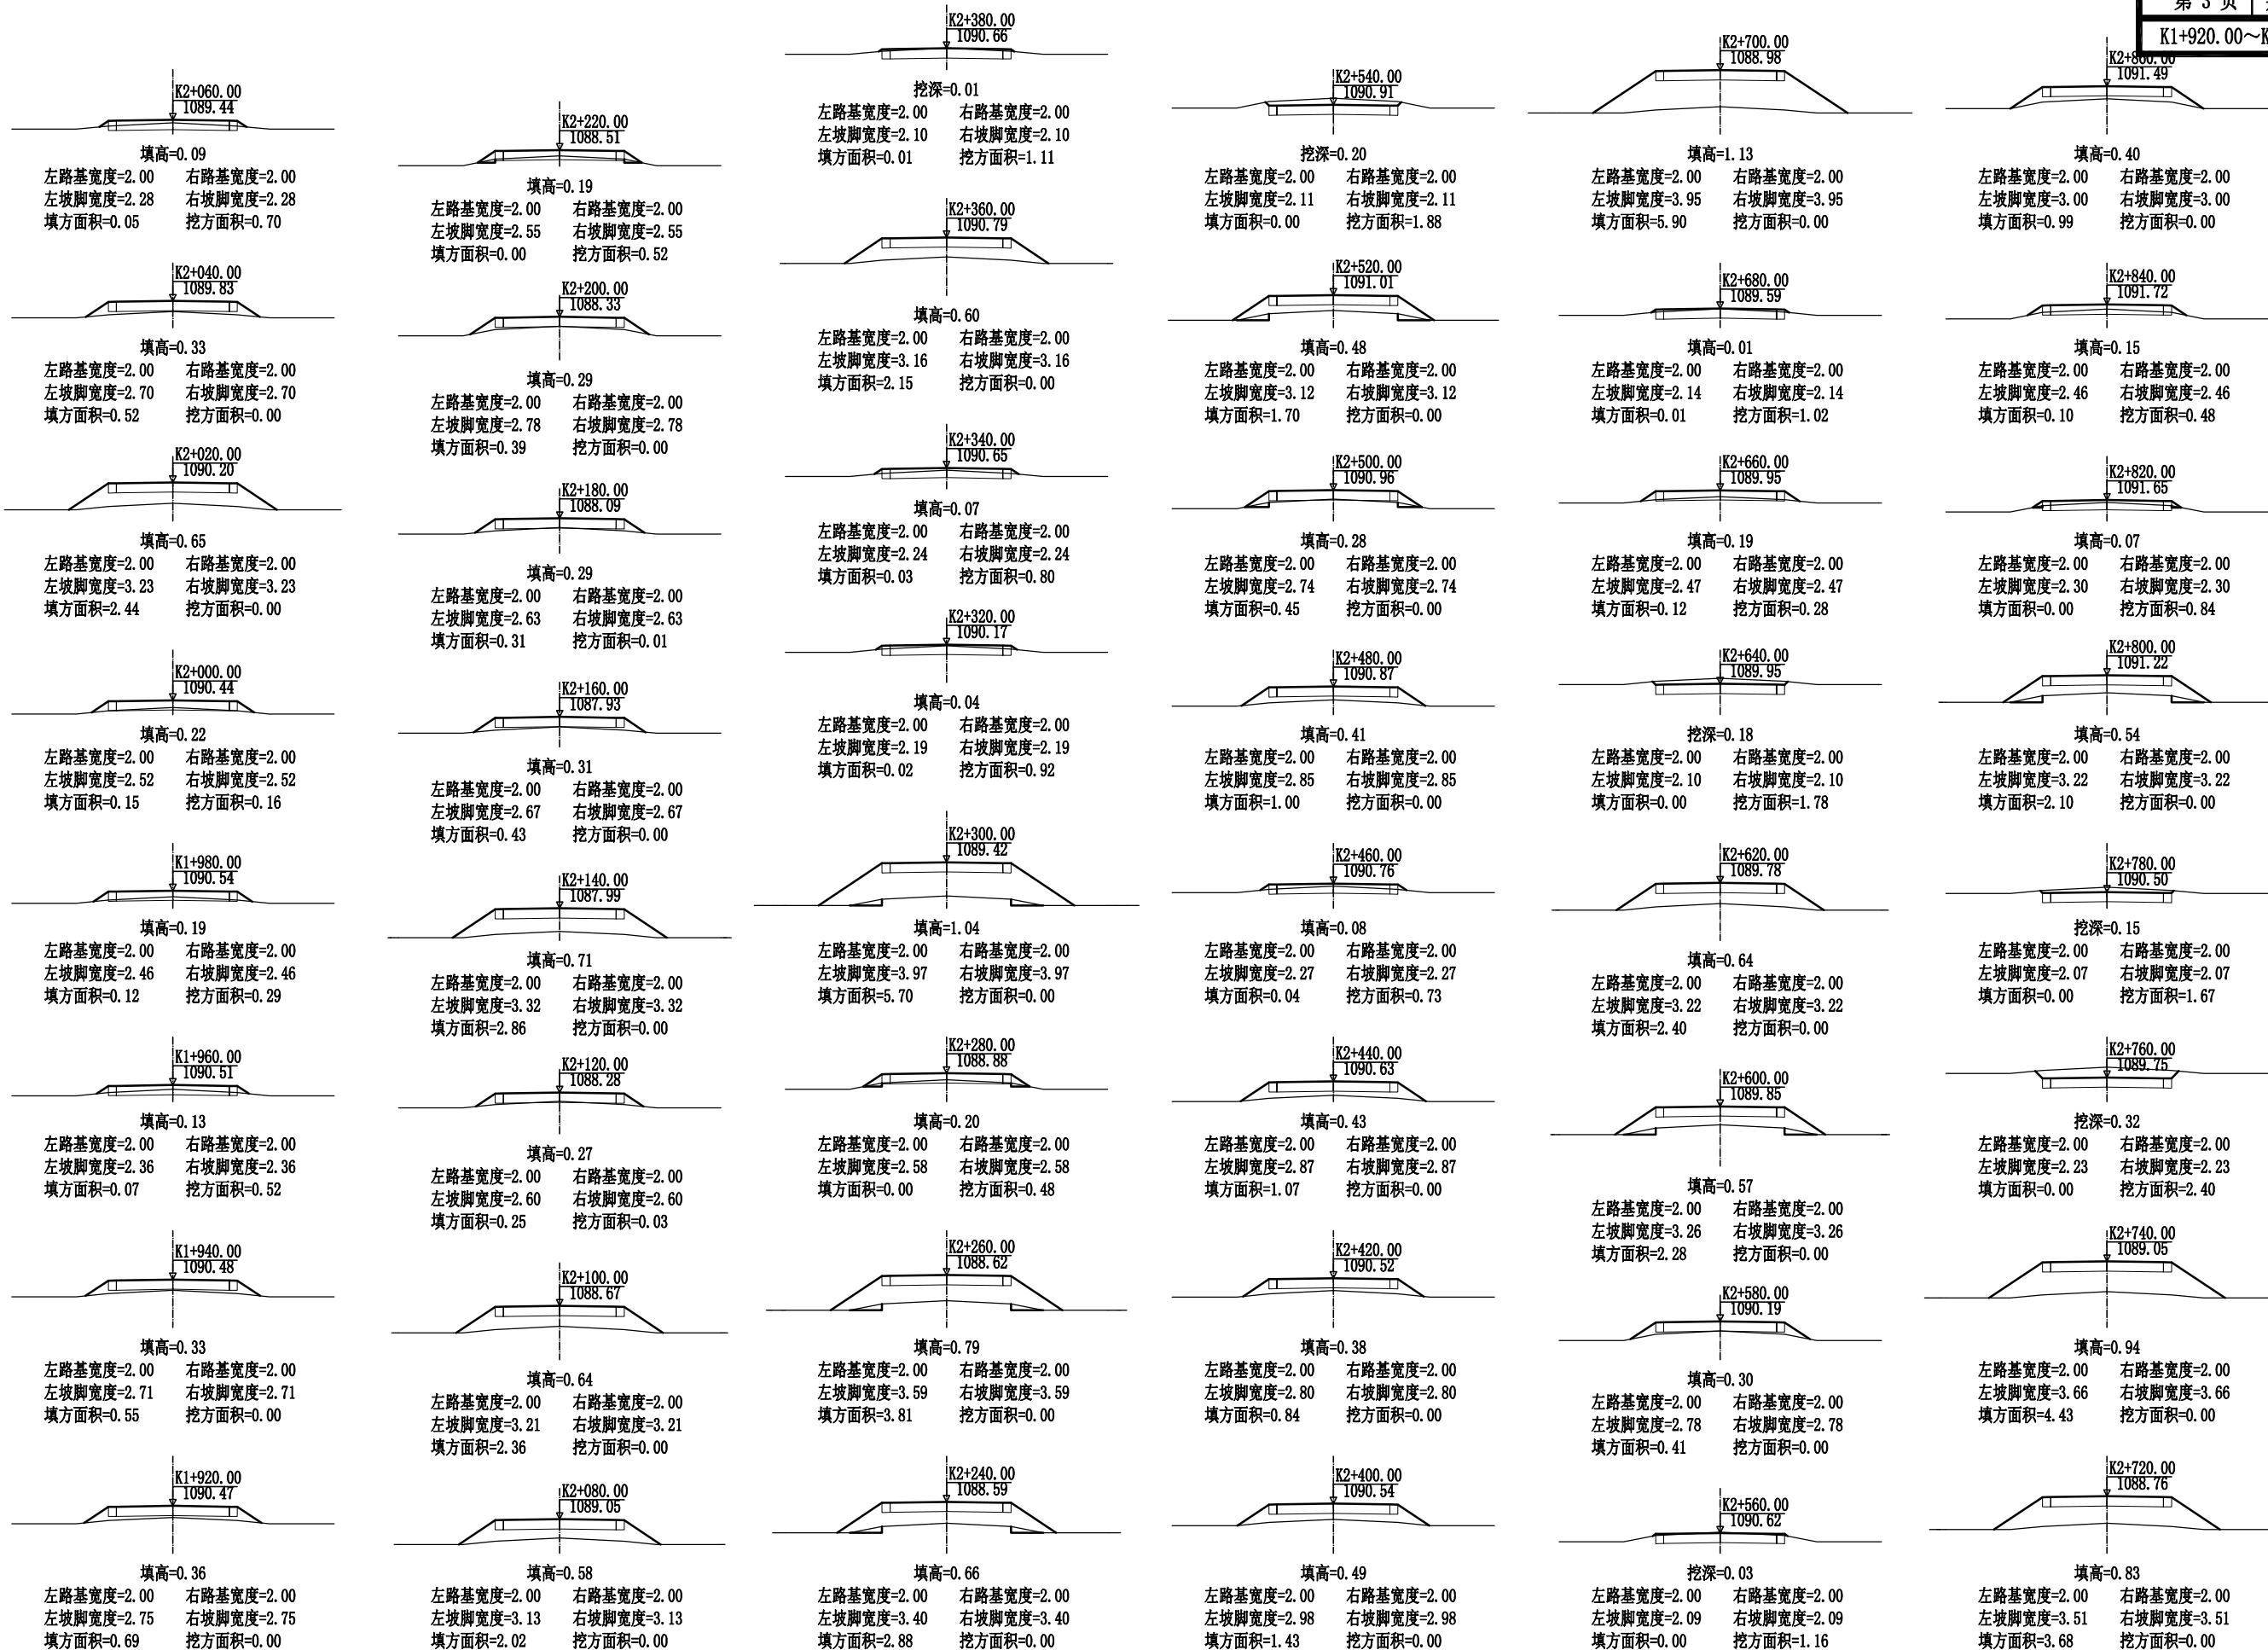 第 3 页
K1+920.00~K
K2+060.00
1089.44
填高=0.09
左路基宽度=2.00 右路基宽度=2.00
左坡脚宽度=2.28 右坡脚宽度=2.28
填方面积=0.05 挖方面积=0.70
K2+040.00
1089.83
填高=0.33
左路基宽度=2.00 右路基宽度=2.00
左坡脚宽度=2.70 右坡脚宽度=2.70
填方面积=0.52 挖方面积=0.00
K2+020.00
1090.20
填高=0.65
左路基宽度=2.00 右路基宽度=2.00
左坡脚宽度=3.23 右坡脚宽度=3.23
填方面积=2.44 挖方面积=0.00
K2+000.00
1090.44
填高=0.22
左路基宽度=2.00 右路基宽度=2.00
左坡脚宽度=2.52 右坡脚宽度=2.52
填方面积=0.15 挖方面积=0.16
K1+980.00
1090.54
填高=0.19
左路基宽度=2.00 右路基宽度=2.00
左坡脚宽度=2.46 右坡脚宽度=2.46
填方面积=0.12 挖方面积=0.29
K1+960.00
1090.51
填高=0.13
左路基宽度=2.00 右路基宽度=2.00
左坡脚宽度=2.36 右坡脚宽度=2.36
填方面积=0.07 挖方面积=0.52
K1+940.00
1090.48
填高=0.33
左路基宽度=2.00 右路基宽度=2.00
左坡脚宽度=2.71 右坡脚宽度=2.71
填方面积=0.55 挖方面积=0.00
K1+920.00
1090.47
填高=0.36
左路基宽度=2.00 右路基宽度=2.00
左坡脚宽度=2.75 右坡脚宽度=2.75
填方面积=0.69 挖方面积=0.00
K2+220.00
1088.51
填高=0.19
左路基宽度=2.00 右路基宽度=2.00
左坡脚宽度=2.55 右坡脚宽度=2.55
填方面积=0.00 挖方面积=0.52
K2+200.00
1088.33
填高=0.29
左路基宽度=2.00 右路基宽度=2.00
左坡脚宽度=2.78 右坡脚宽度=2.78
填方面积=0.39 挖方面积=0.00
K2+180.00
1088.09
填高=0.29
左路基宽度=2.00 右路基宽度=2.00
左坡脚宽度=2.63 右坡脚宽度=2.63
填方面积=0.31 挖方面积=0.01
K2+160.00
1087.93
填高=0.31
左路基宽度=2.00 右路基宽度=2.00
左坡脚宽度=2.67 右坡脚宽度=2.67
填方面积=0.43 挖方面积=0.00
K2+140.00
1087.99
填高=0.71
左路基宽度=2.00 右路基宽度=2.00
左坡脚宽度=3.32 右坡脚宽度=3.32
填方面积=2.86 挖方面积=0.00
K2+120.00
1088.28
填高=0.27
左路基宽度=2.00 右路基宽度=2.00
左坡脚宽度=2.60 右坡脚宽度=2.60
填方面积=0.25 挖方面积=0.03
K2+100.00
1088.67
填高=0.64
左路基宽度=2.00 右路基宽度=2.00
左坡脚宽度=3.21 右坡脚宽度=3.21
填方面积=2.36 挖方面积=0.00
K2+080.00
1089.05
填高=0.58
左路基宽度=2.00 右路基宽度=2.00
左坡脚宽度=3.13 右坡脚宽度=3.13
填方面积=2.02 挖方面积=0.00
K2+380.00
1090.66
挖深=0.01
左路基宽度=2.00 右路基宽度=2.00
左坡脚宽度=2.10 右坡脚宽度=2.10
填方面积=0.01 挖方面积=1.11
K2+360.00
1090.79
填高=0.60
左路基宽度=2.00 右路基宽度=2.00
左坡脚宽度=3.16 右坡脚宽度=3.16
填方面积=2.15 挖方面积=0.00
K2+340.00
1090.65
填高=0.07
左路基宽度=2.00 右路基宽度=2.00
左坡脚宽度=2.24 右坡脚宽度=2.24
填方面积=0.03 挖方面积=0.80
K2+320.00
1090.17
填高=0.04
左路基宽度=2.00 右路基宽度=2.00
左坡脚宽度=2.19 右坡脚宽度=2.19
填方面积=0.02 挖方面积=0.92
K2+300.00
1089.42
填高=1.04
左路基宽度=2.00 右路基宽度=2.00
左坡脚宽度=3.97 右坡脚宽度=3.97
填方面积=5.70 挖方面积=0.00
K2+280.00
1088.88
填高=0.20
左路基宽度=2.00 右路基宽度=2.00
左坡脚宽度=2.58 右坡脚宽度=2.58
填方面积=0.00 挖方面积=0.48
K2+260.00
1088.62
填高=0.79
左路基宽度=2.00 右路基宽度=2.00
左坡脚宽度=3.59 右坡脚宽度=3.59
填方面积=3.81 挖方面积=0.00
K2+240.00
1088.59
填高=0.66
左路基宽度=2.00 右路基宽度=2.00
左坡脚宽度=3.40 右坡脚宽度=3.40
填方面积=2.88 挖方面积=0.00
K2+540.00
1090.91
挖深=0.20
左路基宽度=2.00 右路基宽度=2.00
左坡脚宽度=2.11 右坡脚宽度=2.11
填方面积=0.00 挖方面积=1.88
K2+520.00
1091.01
填高=0.48
左路基宽度=2.00 右路基宽度=2.00
左坡脚宽度=3.12 右坡脚宽度=3.12
填方面积=1.70 挖方面积=0.00
K2+500.00
1090.96
填高=0.28
左路基宽度=2.00 右路基宽度=2.00
左坡脚宽度=2.74 右坡脚宽度=2.74
填方面积=0.45 挖方面积=0.00
K2+480.00
1090.87
填高=0.41
左路基宽度=2.00 右路基宽度=2.00
左坡脚宽度=2.85 右坡脚宽度=2.85
填方面积=1.00 挖方面积=0.00
K2+460.00
1090.76
填高=0.08
左路基宽度=2.00 右路基宽度=2.00
左坡脚宽度=2.27 右坡脚宽度=2.27
填方面积=0.04 挖方面积=0.73
K2+440.00
1090.63
填高=0.43
左路基宽度=2.00 右路基宽度=2.00
左坡脚宽度=2.87 右坡脚宽度=2.87
填方面积=1.07 挖方面积=0.00
K2+420.00
1090.52
填高=0.38
左路基宽度=2.00 右路基宽度=2.00
左坡脚宽度=2.80 右坡脚宽度=2.80
填方面积=0.84 挖方面积=0.00
K2+400.00
1090.54
填高=0.49
左路基宽度=2.00 右路基宽度=2.00
左坡脚宽度=2.98 右坡脚宽度=2.98
填方面积=1.43 挖方面积=0.00
K2+700.00
1088.98
填高=1.13
左路基宽度=2.00 右路基宽度=2.00
左坡脚宽度=3.95 右坡脚宽度=3.95
填方面积=5.90 挖方面积=0.00
K2+680.00
1089.59
填高=0.01
左路基宽度=2.00 右路基宽度=2.00
左坡脚宽度=2.14 右坡脚宽度=2.14
填方面积=0.01 挖方面积=1.02
K2+660.00
1089.95
填高=0.19
左路基宽度=2.00 右路基宽度=2.00
左坡脚宽度=2.47 右坡脚宽度=2.47
填方面积=0.12 挖方面积=0.28
K2+640.00
1089.95
挖深=0.18
左路基宽度=2.00 右路基宽度=2.00
左坡脚宽度=2.10 右坡脚宽度=2.10
填方面积=0.00 挖方面积=1.78
K2+620.00
1089.78
填高=0.64
左路基宽度=2.00 右路基宽度=2.00
左坡脚宽度=3.22 右坡脚宽度=3.22
填方面积=2.40 挖方面积=0.00
K2+600.00
1089.85
填高=0.57
左路基宽度=2.00 右路基宽度=2.00
左坡脚宽度=3.26 右坡脚宽度=3.26
填方面积=2.28 挖方面积=0.00
K2+580.00
1090.19
填高=0.30
左路基宽度=2.00 右路基宽度=2.00
左坡脚宽度=2.78 右坡脚宽度=2.78
填方面积=0.41 挖方面积=0.00
K2+560.00
1090.62
挖深=0.03
左路基宽度=2.00 右路基宽度=2.00
左坡脚宽度=2.09 右坡脚宽度=2.09
填方面积=0.00 挖方面积=1.16
K2+860.00
1091.49
填高=0.40
左路基宽度=2.00 右路基宽度=2.00
左坡脚宽度=3.00 右坡脚宽度=3.00
填方面积=0.99 挖方面积=0.00
K2+840.00
1091.72
填高=0.15
左路基宽度=2.00 右路基宽度=2.00
左坡脚宽度=2.46 右坡脚宽度=2.46
填方面积=0.10 挖方面积=0.48
K2+820.00
1091.65
填高=0.07
左路基宽度=2.00 右路基宽度=2.00
左坡脚宽度=2.30 右坡脚宽度=2.30
填方面积=0.00 挖方面积=0.84
K2+800.00
1091.22
填高=0.54
左路基宽度=2.00 右路基宽度=2.00
左坡脚宽度=3.22 右坡脚宽度=3.22
填方面积=2.10 挖方面积=0.00
K2+780.00
1090.50
挖深=0.15
左路基宽度=2.00 右路基宽度=2.00
左坡脚宽度=2.07 右坡脚宽度=2.07
填方面积=0.00 挖方面积=1.67
K2+760.00
1089.75
挖深=0.32
左路基宽度=2.00 右路基宽度=2.00
左坡脚宽度=2.23 右坡脚宽度=2.23
填方面积=0.00 挖方面积=2.40
K2+740.00
1089.05
填高=0.94
左路基宽度=2.00 右路基宽度=2.00
左坡脚宽度=3.66 右坡脚宽度=3.66
填方面积=4.43 挖方面积=0.00
K2+720.00
1088.76
填高=0.83
左路基宽度=2.00 右路基宽度=2.00
左坡脚宽度=3.51 右坡脚宽度=3.51
填方面积=3.68 挖方面积=0.00